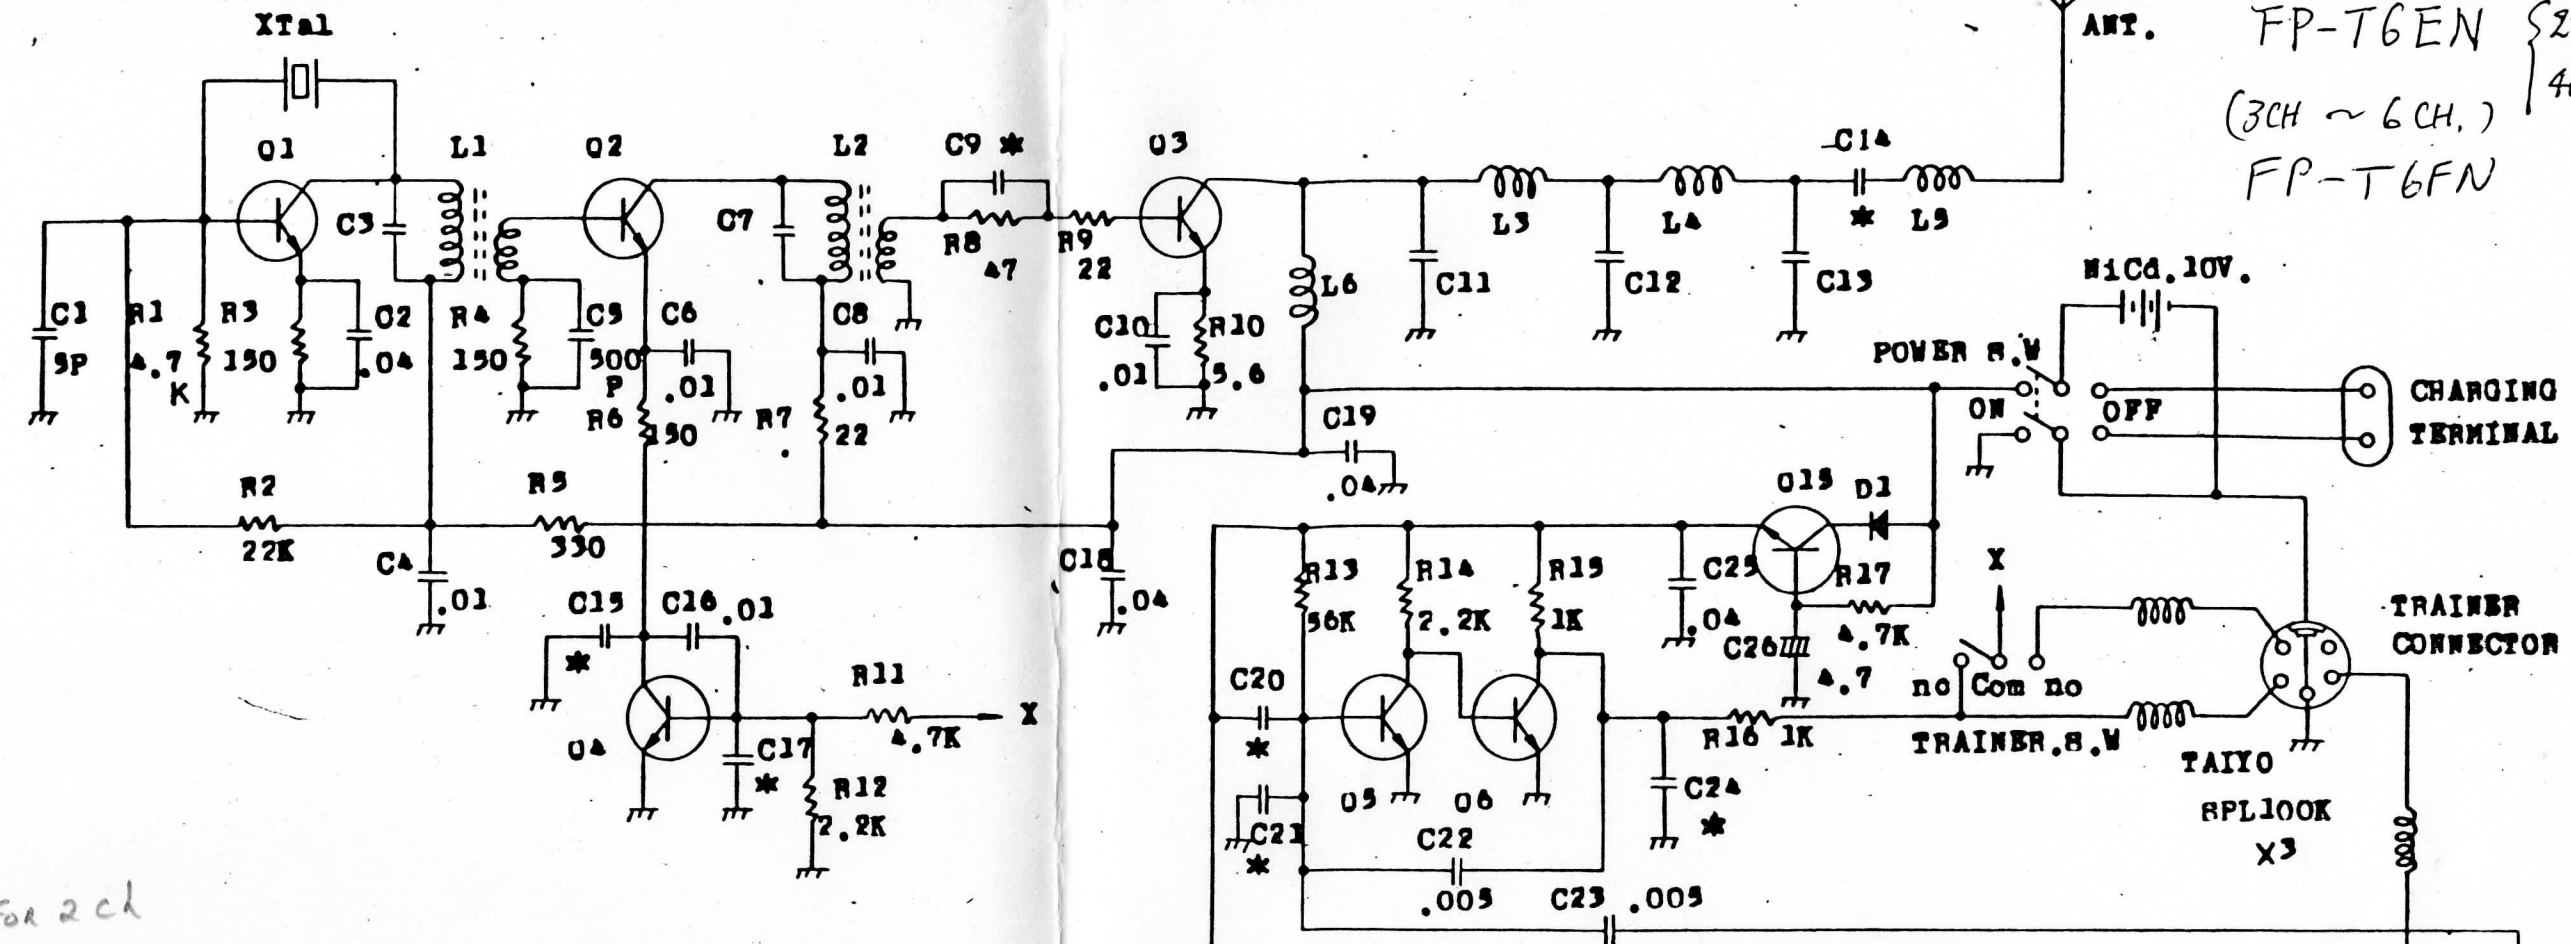 XTal
ANT.
FP-T6EN
(3CH ~ 6CH.)
FP-T6FN
Q1
L1
Q2
L2
C9 *
Q3
C14
*
C3
C7
R8
47
R9
22
L3
L4
L5
C1
5P
R1
4.7
K
R3
150
C2
.04
R4
150
C5
500
P
C6
.01
C8
.01
C10
.01
R10
5.6
L6
C11
C12
C13
NiCd.10V.
POWER S.W
ON
OFF
CHARGING
TERMINAL
R6
150
R7
22
C19
.04
R2
22K
R5
330
C4
.01
C18
.04
Q15
D1
R13
56K
R14
2.2K
R15
1K
C25
.04
R17
4.7K
C26
4.7
X
TRAINER
CONNECTOR
C15
*
C16
.01
R11
4.7K
X
Q4
C17
*
R12
2.2K
C20
*
C21
*
Q5
Q6
R16 1K
C24
*
nc Com no
TRAINER.S.W
TAIYO
SPL100K
X3
C22
.005
C23 .005
FOR 2 ch